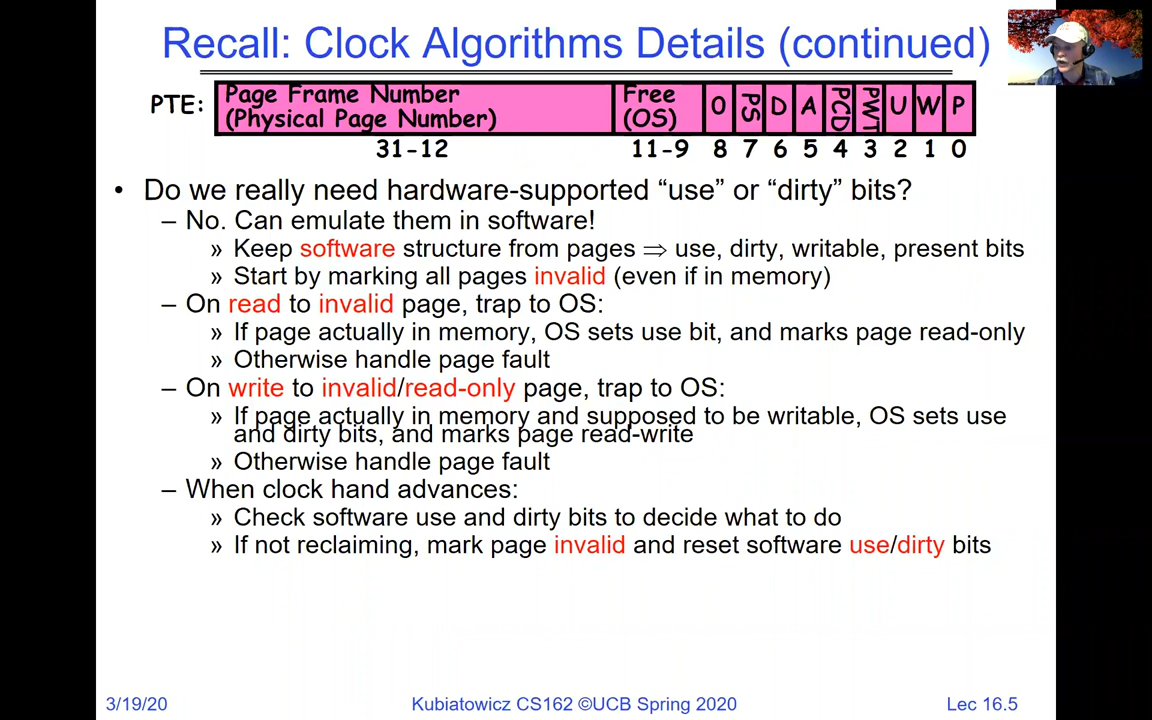 Recall: Clock Algorithms Details (continued)
PTE: Page Frame Number (Physical Page Number) Free (OS) 0 PS D A PCD PWT U W P
31-12 11-9 8 7 6 5 4 3 2 1 0
• Do we really need hardware-supported “use” or “dirty” bits?
– No. Can emulate them in software!
» Keep software structure from pages ⇒ use, dirty, writable, present bits
» Start by marking all pages invalid (even if in memory)
– On read to invalid page, trap to OS:
» If page actually in memory, OS sets use bit, and marks page read-only
» Otherwise handle page fault
– On write to invalid/read-only page, trap to OS:
» If page actually in memory and supposed to be writable, OS sets use
and dirty bits, and marks page read-write
» Otherwise handle page fault
– When clock hand advances:
» Check software use and dirty bits to decide what to do
» If not reclaiming, mark page invalid and reset software use/dirty bits
3/19/20 Kubiatowicz CS162 ©UCB Spring 2020 Lec 16.5